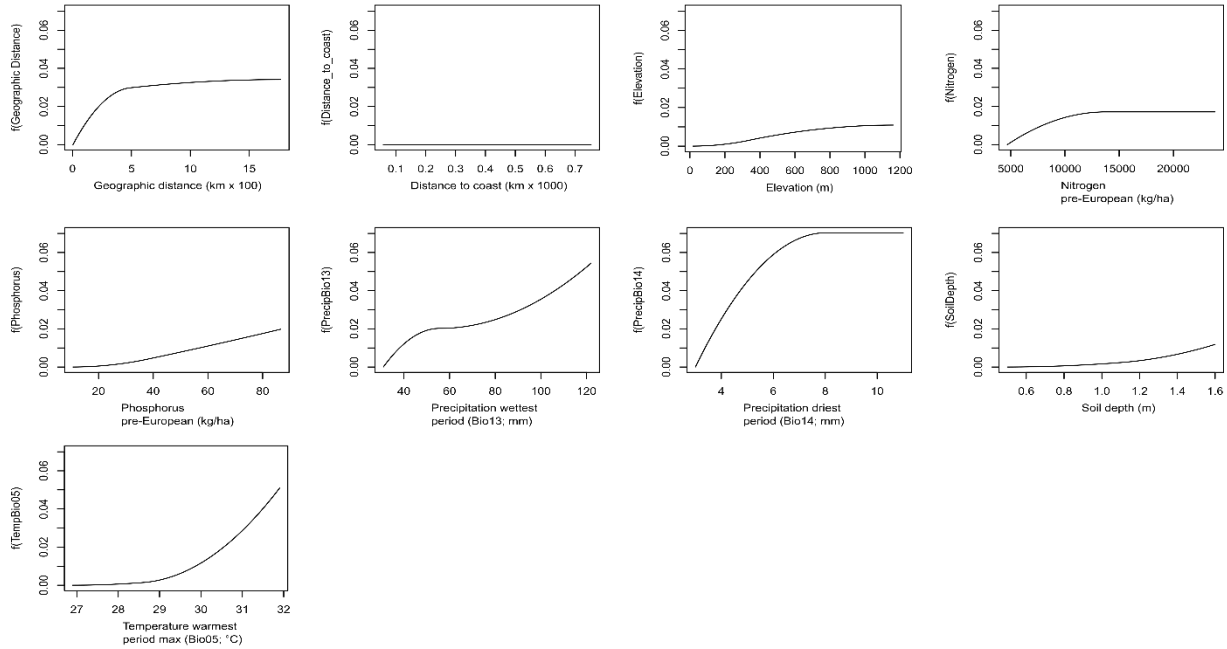 f(Geographic Distance)
0.00 0.02 0.04 0.06
0 5 10 15
Geographic distance (km x 100)
f(Distance_to_coast)
0.00 0.02 0.04 0.06
0.1 0.2 0.3 0.4 0.5 0.6 0.7
Distance to coast (km x 1000)
f(Elevation)
0.00 0.02 0.04 0.06
0 200 400 600 800 1000 1200
Elevation (m)
f(Nitrogen)
0.00 0.02 0.04 0.06
5000 10000 15000 20000
Nitrogen
pre-European (kg/ha)
f(Phosphorus)
0.00 0.02 0.04 0.06
20 40 60 80
Phosphorus
pre-European (kg/ha)
f(PrecipBio13)
0.00 0.02 0.04 0.06
40 60 80 100 120
Precipitation wettest
period (Bio13; mm)
f(PrecipBio14)
0.00 0.02 0.04 0.06
4 6 8 10
Precipitation driest
period (Bio14; mm)
f(SoilDepth)
0.00 0.02 0.04 0.06
0.6 0.8 1.0 1.2 1.4 1.6
Soil depth (m)
f(TempBio05)
0.00 0.02 0.04 0.06
27 28 29 30 31 32
Temperature warmest
period max (Bio05; °C)